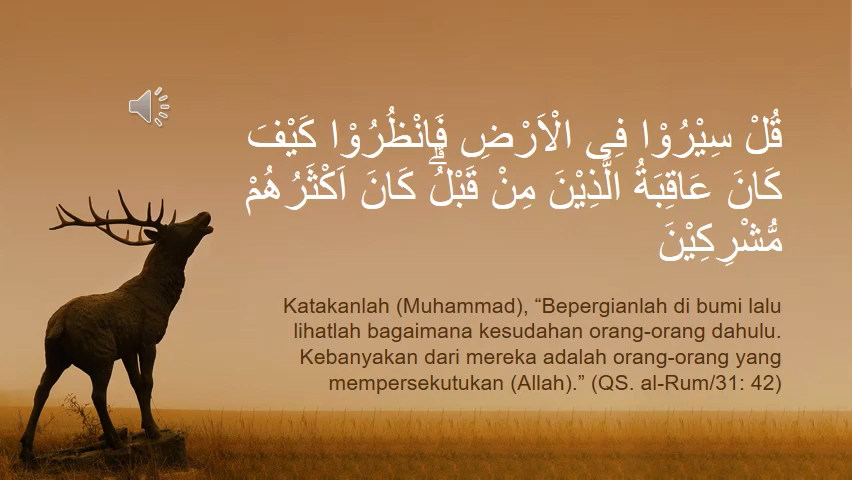 قُلْ سِيْرُوْا فِى الْاَرْضِ فَانْظُرُوْا كَيْفَ
كَانَ عَاقِبَةُ الَّذِيْنَ مِنْ قَبْلُۗ كَانَ اَكْثَرُهُمْ
مُّشْرِكِيْنَ
Katakanlah (Muhammad), “Bepergianlah di bumi lalu
lihatlah bagaimana kesudahan orang-orang dahulu.
Kebanyakan dari mereka adalah orang-orang yang
mempersekutukan (Allah).” (QS. al-Rum/31: 42)